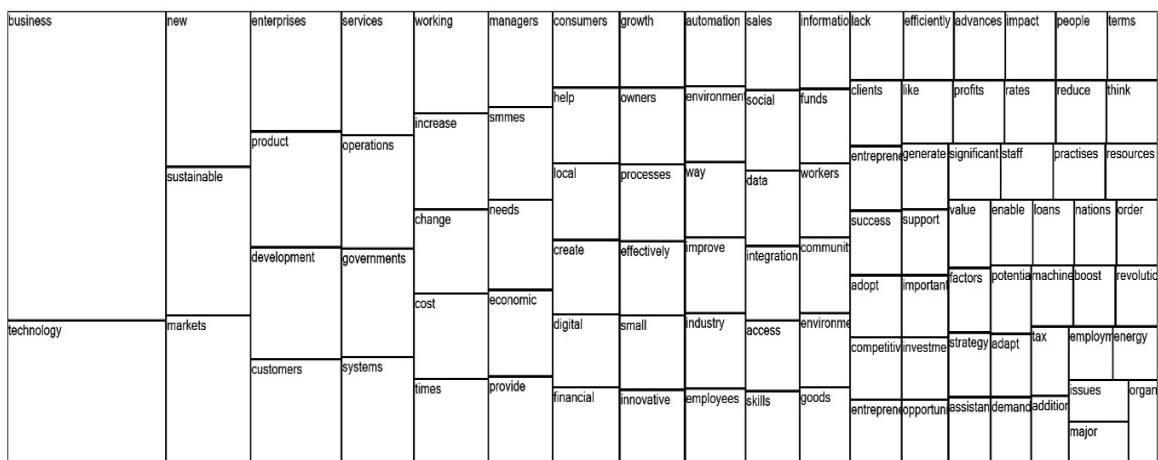 business
technology
new
sustainable
markets
enterprises
product
development
customers
services
operations
governments
systems
working
increase
change
cost
times
managers
smmes
needs
economic
provide
consumers
help
local
create
digital
financial
growth
owners
processes
effectively
small
innovative
automation
environmen
way
improve
industry
employees
sales
social
data
integration
access
skills
informatio
funds
workers
communit
environme
goods
lack
efficiently
advances
impact
people
terms
clients
like
profits
rates
reduce
think
entreprene
generate
significant
staff
practises
resources
success
support
value
enable
loans
nations
order
adopt
important
factors
potentia
machine
boost
revolutic
competitiv
investme
strategy
adapt
tax
employm
energy
entreprene
opportuni
assistan
demand
addition
issues
organ
major